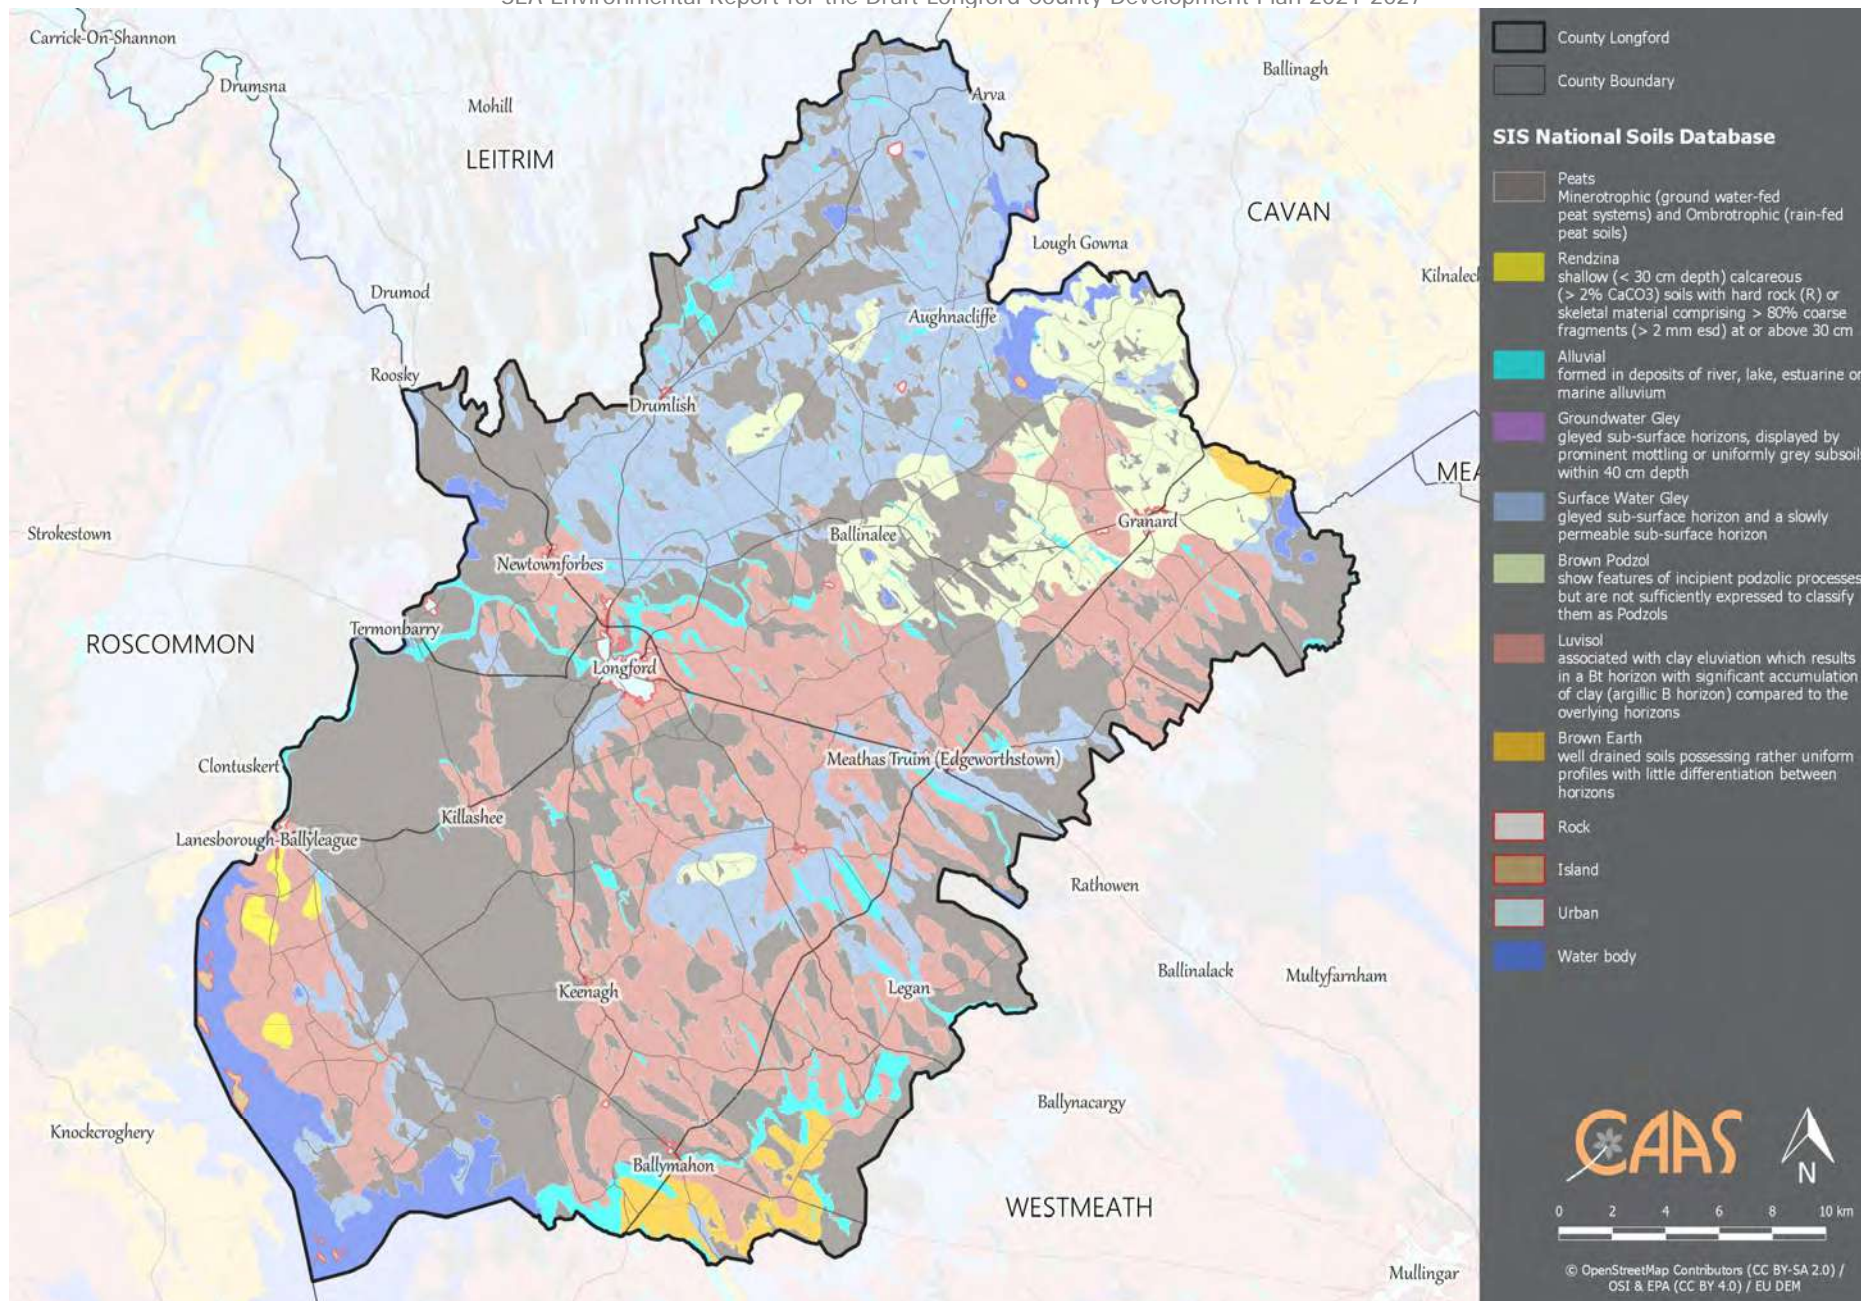 SEA Environmental Report for the Draft Longford County Development Plan 2021-2027
Carrick-On-Shannon
Drumsna
Mohill
LEITRIM
Arva
Ballinagh
CAVAN
Lough Gowna
Drumod
Aughnacliffe
Roosky
Drumlish
Strokestown
Newtownforbes
Ballinalee
Granard
ROSCOMMON
Termonbarry
Longford
Clontuskert
Meathas Truim (Edgeworthstown)
Killashee
Lanesborough-Ballyleague
Rathowen
Keenagh
Legan
Ballinalack
Multyfarnham
Knockcroghery
Ballynacargy
Ballymahon
WESTMEATH
Mullingar
County Longford
County Boundary
SIS National Soils Database
Peats
Minerotrophic (ground water-fed
peat systems) and Ombrotrophic (rain-fed
peat soils)
Rendzina
shallow (< 30 cm depth) calcareous
(> 2% CaCO3) soils with hard rock (R) or
skeletal material comprising > 80% coarse
fragments (> 2 mm esd) at or above 30 cm
Alluvial
formed in deposits of river, lake, estuarine or
marine alluvium
Groundwater Gley
gleyed sub-surface horizons, displayed by
prominent mottling or uniformly grey subsoil
within 40 cm depth
Surface Water Gley
gleyed sub-surface horizon and a slowly
permeable sub-surface horizon
Brown Podzol
show features of incipient podzolic processes
but are not sufficiently expressed to classify
them as Podzols
Luvisol
associated with clay eluviation which results
in a Bt horizon with significant accumulation
of clay (argillic B horizon) compared to the
overlying horizons
Brown Earth
well drained soils possessing rather uniform
profiles with little differentiation between
horizons
Rock
Island
Urban
Water body
CAAS
N
0 2 4 6 8 10 km
© OpenStreetMap Contributors (CC BY-SA 2.0) /
OSI & EPA (CC BY 4.0) / EU DEM